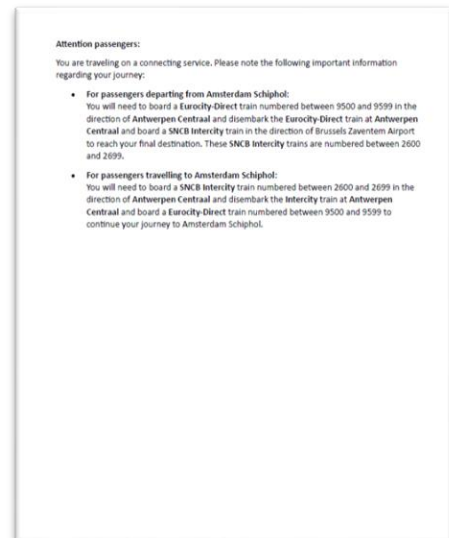 Attention passengers:
You are traveling on a connecting service. Please note the following important information
regarding your journey:
• For passengers departing from Amsterdam Schiphol:
You will need to board a Eurocity-Direct train numbered between 9500 and 9599 in the
direction of Antwerpen Centraal and disembark the Eurocity-Direct train at Antwerpen
Centraal and board a SNCB Intercity train in the direction of Brussels Zaventem Airport
to reach your final destination. These SNCB Intercity trains are numbered between 2600
and 2699.
• For passengers travelling to Amsterdam Schiphol:
You will need to board a SNCB Intercity train numbered between 2600 and 2699 in the
direction of Antwerpen Centraal and disembark the Intercity train at Antwerpen
Centraal and board a Eurocity-Direct train numbered between 9500 and 9599 to
continue your journey to Amsterdam Schiphol.